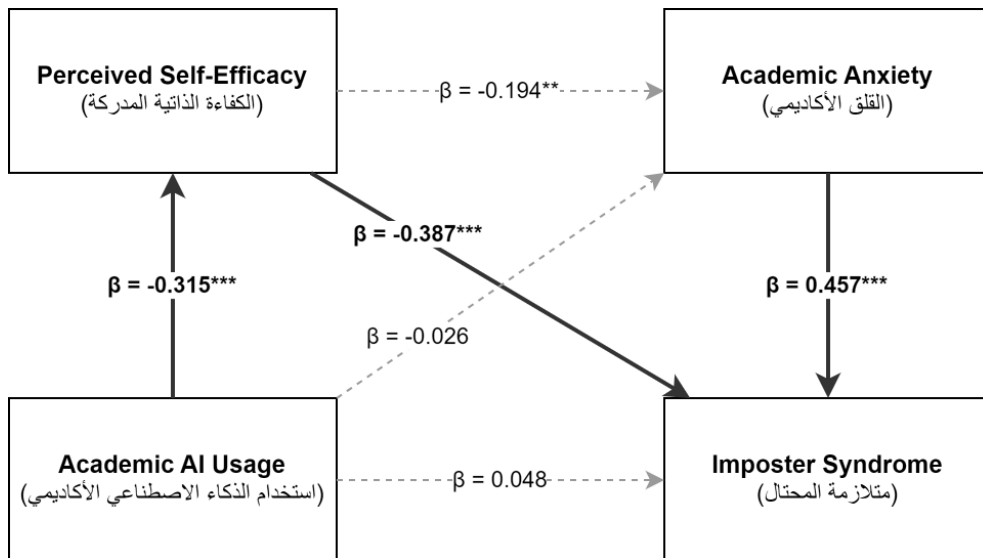 Perceived Self-Efficacy
(الكفاءة الذاتية المدركة)
β = -0.194**
Academic Anxiety
(القلق الأكاديمي)
β = -0.387***
β = -0.315***
β = 0.457***
β = -0.026
Academic AI Usage
(استخدام الذكاء الاصطناعي الأكاديمي)
β = 0.048
Imposter Syndrome
(متلازمة المحتال)